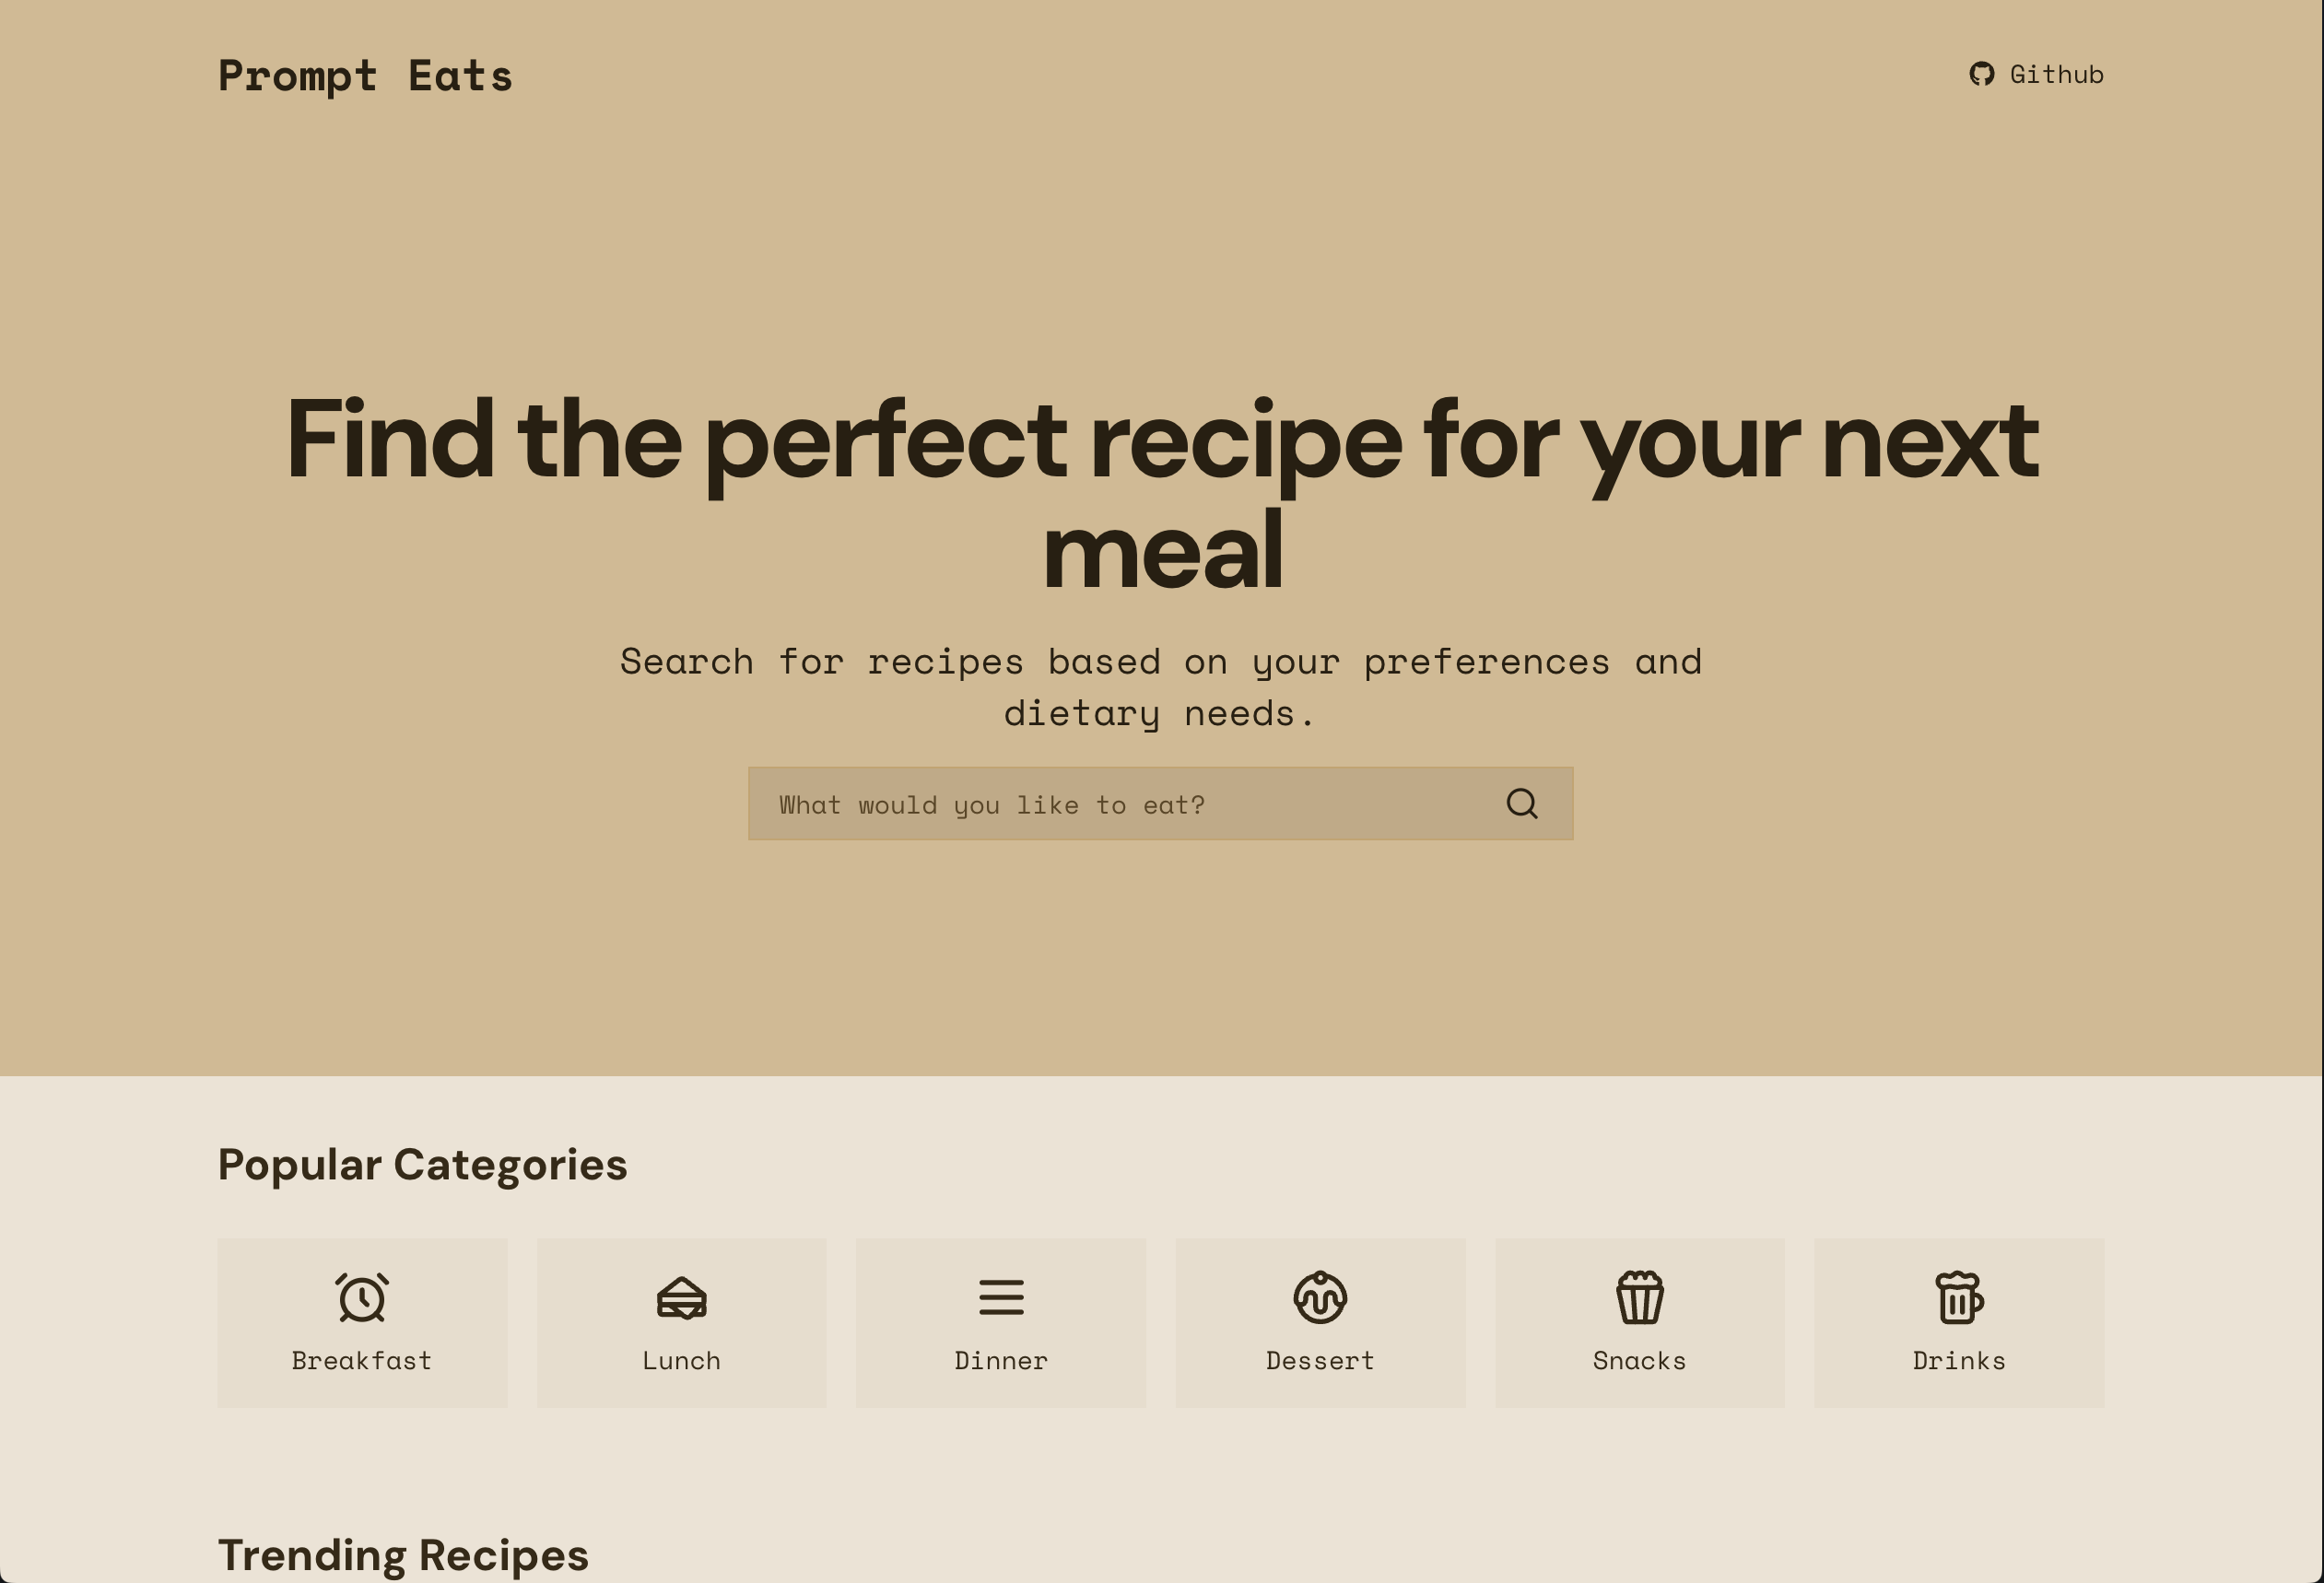 Prompt Eats
Github
Find the perfect recipe for your next
meal
Search for recipes based on your preferences and
dietary needs.
What would you like to eat?
Popular Categories
Breakfast
Lunch
Dinner
Dessert
Snacks
Drinks
Trending Recipes